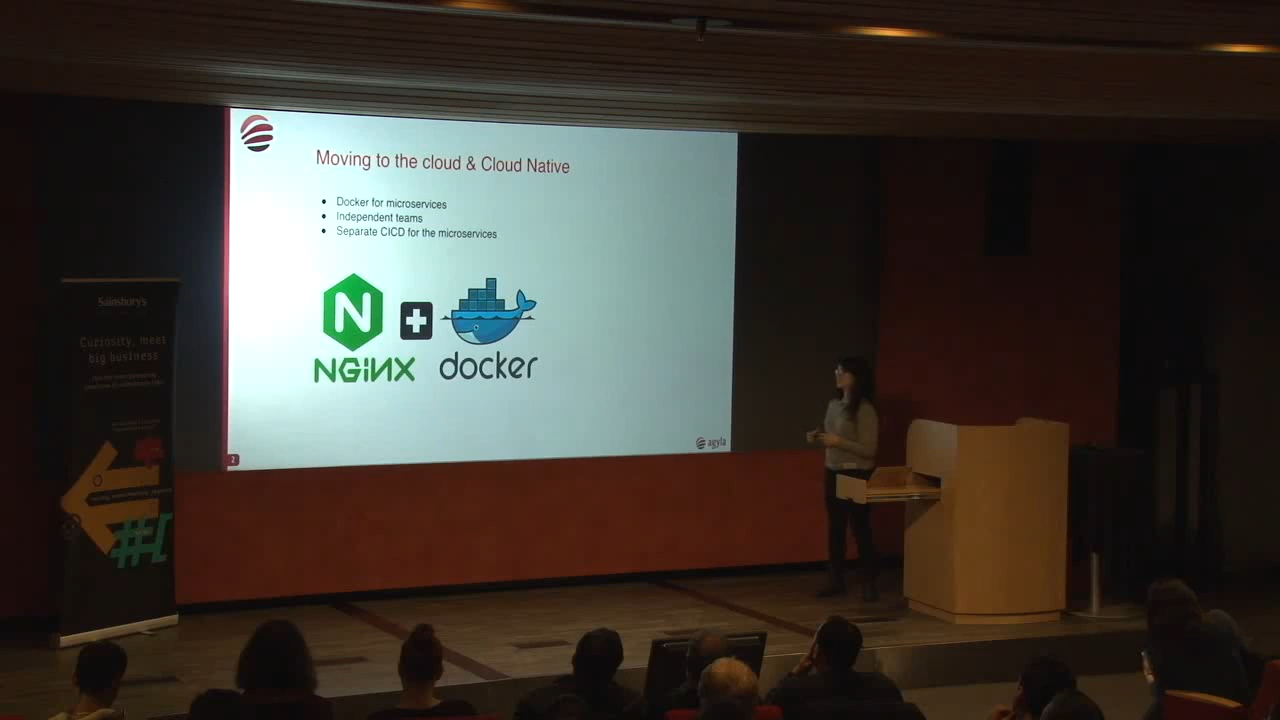 Moving to the cloud & Cloud Native
Docker for microservices
Independent teams
Separate CICD for the microservices
N
NGiNX
docker
2
agyla
Sainsbury's
Curiosity, meet
big business